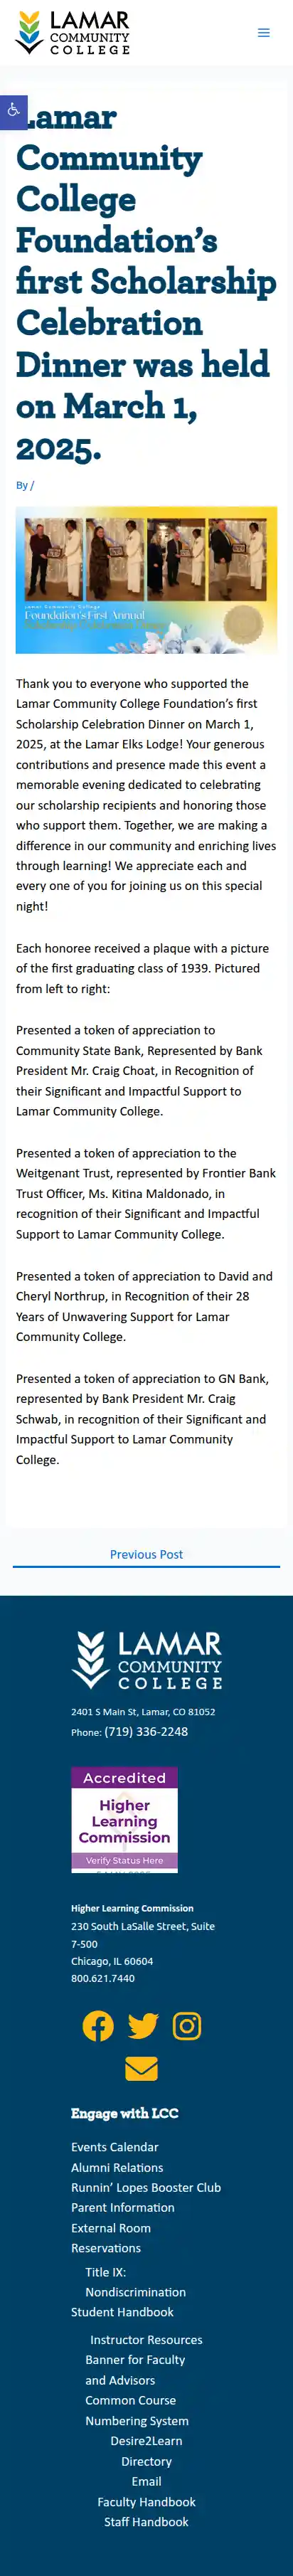 LAMAR
COMMUNITY
COLLEGE
Lamar
Community
College
Foundation’s
first Scholarship
Celebration
Dinner was held
on March 1,
2025.
By /
Lamar Community College
Foundation's First Annual
Thank you to everyone who supported the
Lamar Community College Foundation’s first
Scholarship Celebration Dinner on March 1,
2025, at the Lamar Elks Lodge! Your generous
contributions and presence made this event a
memorable evening dedicated to celebrating
our scholarship recipients and honoring those
who support them. Together, we are making a
difference in our community and enriching lives
through learning! We appreciate each and
every one of you for joining us on this special
night!
Each honoree received a plaque with a picture
of the first graduating class of 1939. Pictured
from left to right:
Presented a token of appreciation to
Community State Bank, Represented by Bank
President Mr. Craig Choat, in Recognition of
their Significant and Impactful Support to
Lamar Community College.
Presented a token of appreciation to the
Weitgenant Trust, represented by Frontier Bank
Trust Officer, Ms. Kitina Maldonado, in
recognition of their Significant and Impactful
Support to Lamar Community College.
Presented a token of appreciation to David and
Cheryl Northrup, in Recognition of their 28
Years of Unwavering Support for Lamar
Community College.
Presented a token of appreciation to GN Bank,
represented by Bank President Mr. Craig
Schwab, in recognition of their Significant and
Impactful Support to Lamar Community
College.
Previous Post
LAMAR
COMMUNITY
COLLEGE
2401 S Main St, Lamar, CO 81052
Phone: (719) 336-2248
Accredited
Higher
Learning
Commission
Verify Status Here
Higher Learning Commission
230 South LaSalle Street, Suite
7-500
Chicago, IL 60604
800.621.7440
Engage with LCC
Events Calendar
Alumni Relations
Runnin’ Lopes Booster Club
Parent Information
External Room
Reservations
Title IX:
Nondiscrimination
Student Handbook
Instructor Resources
Banner for Faculty
and Advisors
Common Course
Numbering System
Desire2Learn
Directory
Email
Faculty Handbook
Staff Handbook